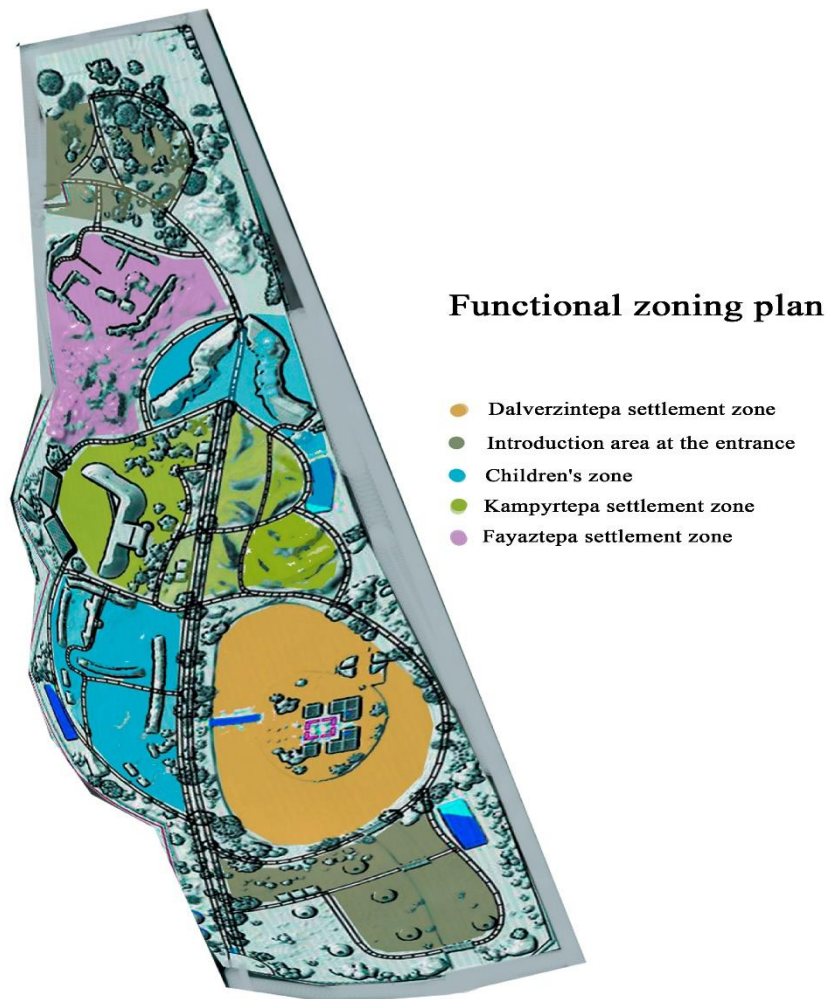 Functional zoning plan
Dalverzintepa settlement zone
Introduction area at the entrance
Children's zone
Kampyrtepa settlement zone
Fayaztepa settlement zone